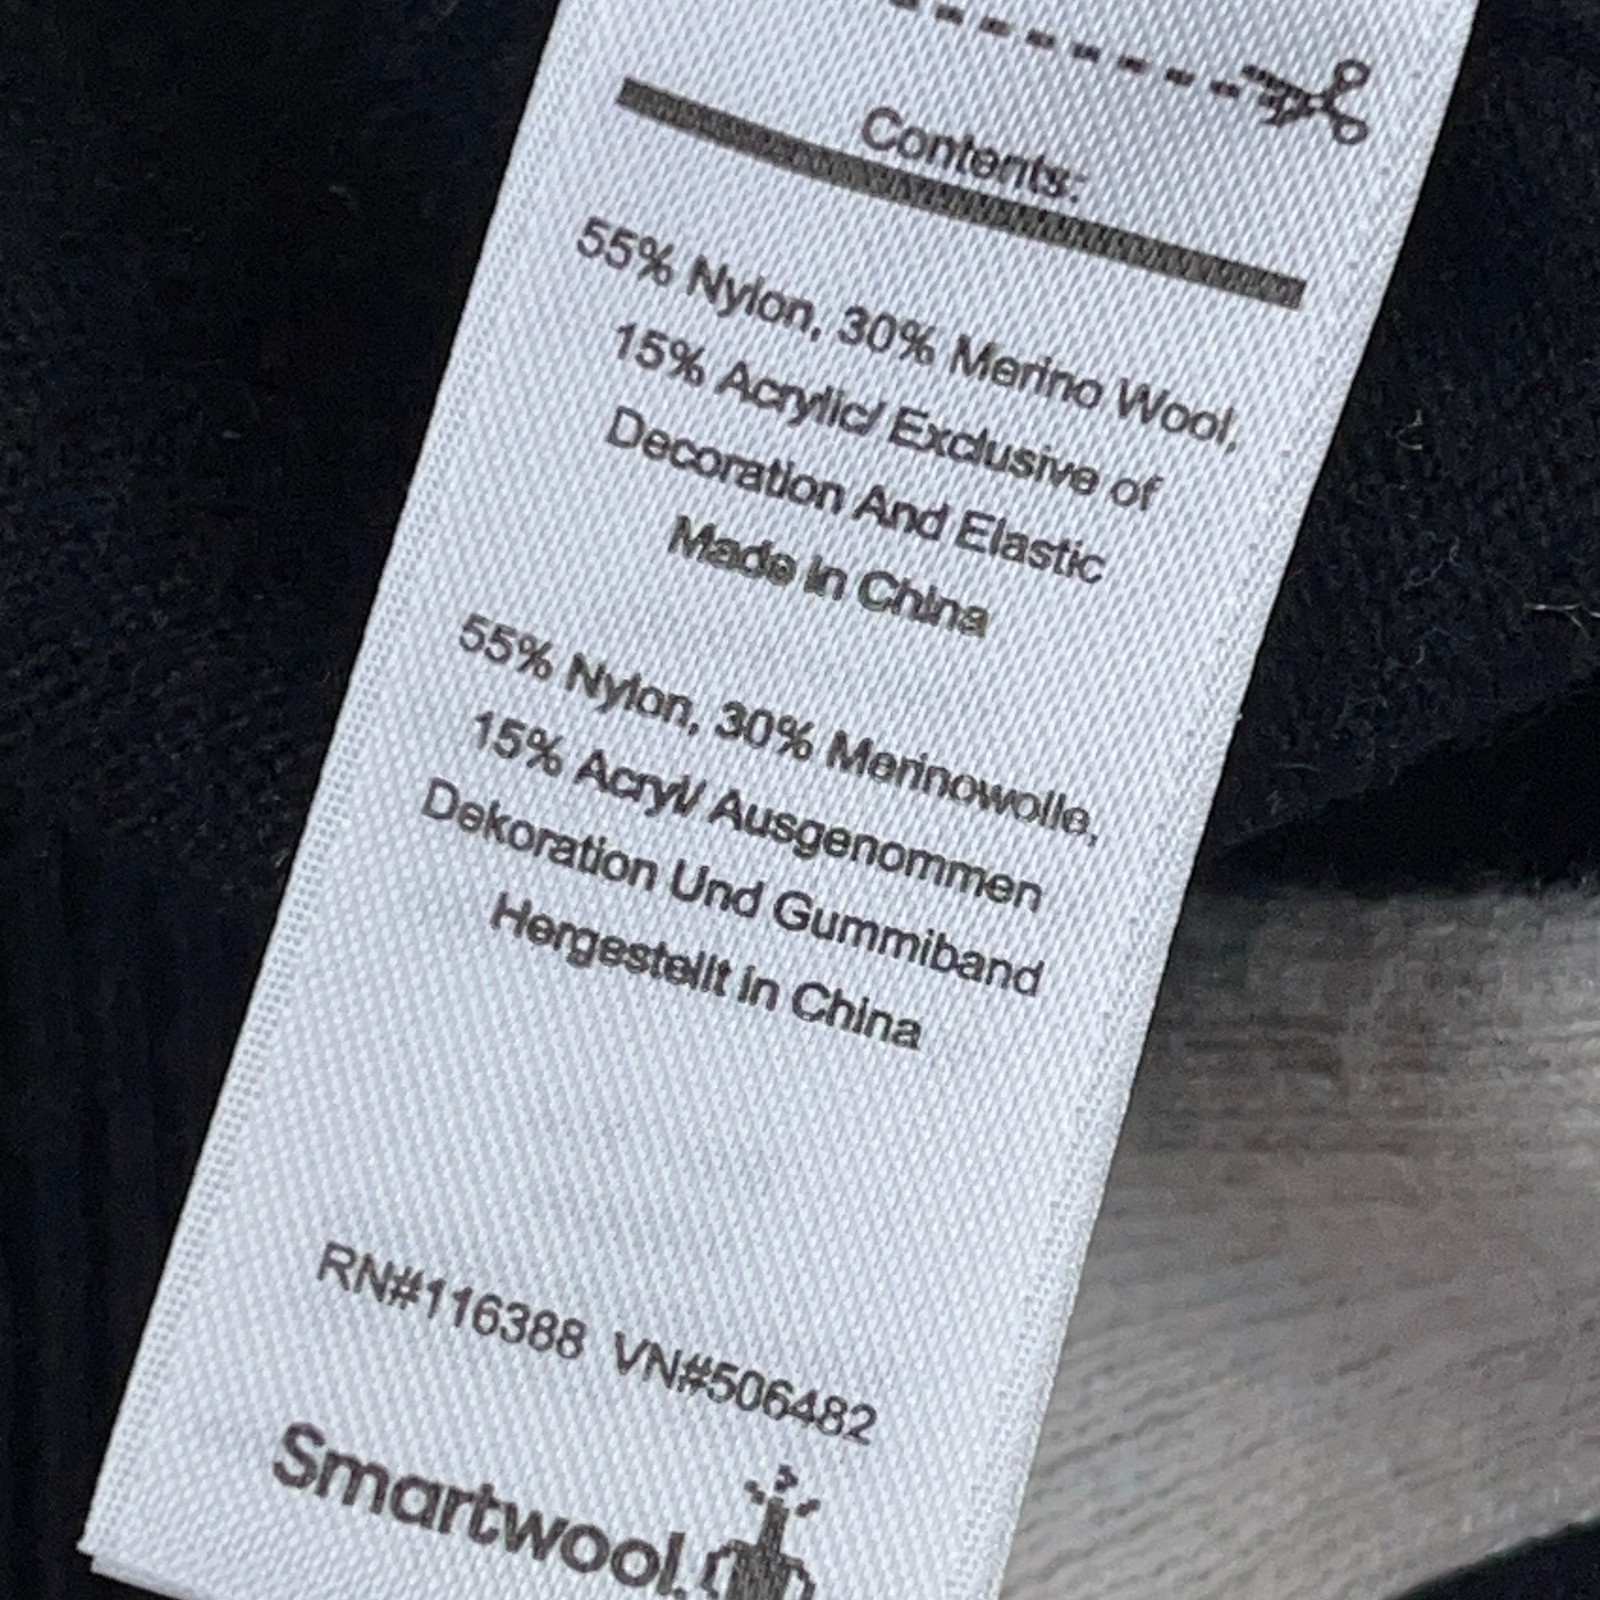 Contents:
55% Nylon, 30% Merino Wool,
15% Acrylic/ Exclusive of
Decoration And Elastic
Made In China
55% Nylon, 30% Merinowolle,
15% Acryl/ Ausgenommen
Dekoration Und Gummiband
Hergestellt in China
RN#116388 VN#506482
Smartwool.